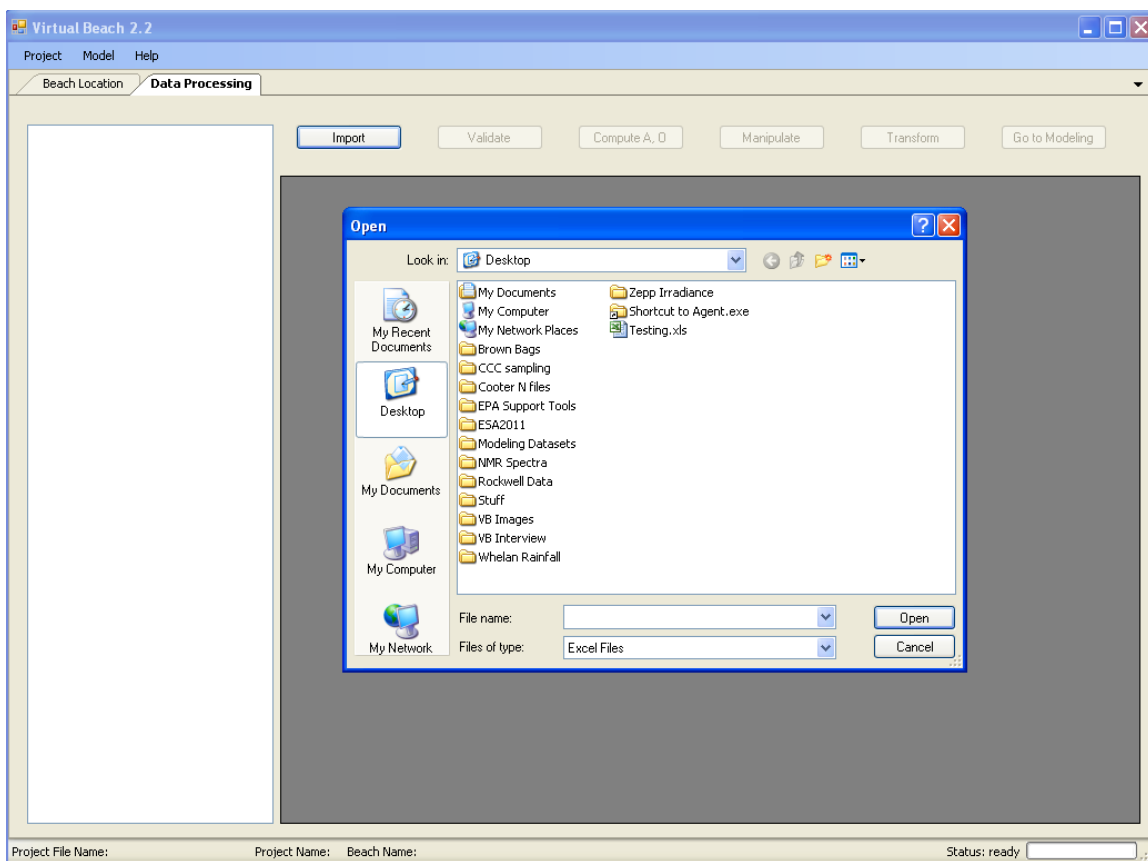 Virtual Beach 2.2
Project Model Help
Beach Location Data Processing
Import Validate Compute A, O Manipulate Transform Go to Modeling
Open
Look in: Desktop
My Recent Documents
Desktop
My Documents
My Computer
My Network
My Documents
My Computer
My Network Places
Brown Bags
CCC sampling
Cooter N files
EPA Support Tools
ESA2011
Modeling Datasets
NMR Spectra
Rockwell Data
Stuff
VB Images
VB Interview
Whelan Rainfall
Zepp Irradiance
Shortcut to Agent.exe
Testing.xls
File name: Open
Files of type: Excel Files Cancel
Project File Name: Project Name: Beach Name: Status: ready